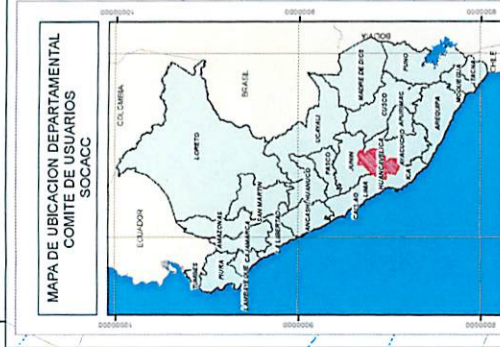 MAPA DE UBICACION DEPARTAMENTAL
COMITE DE USUARIOS
SOCACC
COLOMBIA
ECUADOR
BRASIL
BOLIVIA
CHILE
LORETO
TUMBES
PIURA
AMAZONAS
LAMBAYEQUE
CAJAMARCA
SAN MARTIN
LA LIBERTAD
ANCASH
HUANUCO
UCAYALI
PASCO
JUNIN
CALLAO
LIMA
MADRE DE DIOS
CUSCO
HUANCAVELICA
ICA
AYACUCHO
APURIMAC
PUNO
AREQUIPA
MOQUEGUA
TACNA